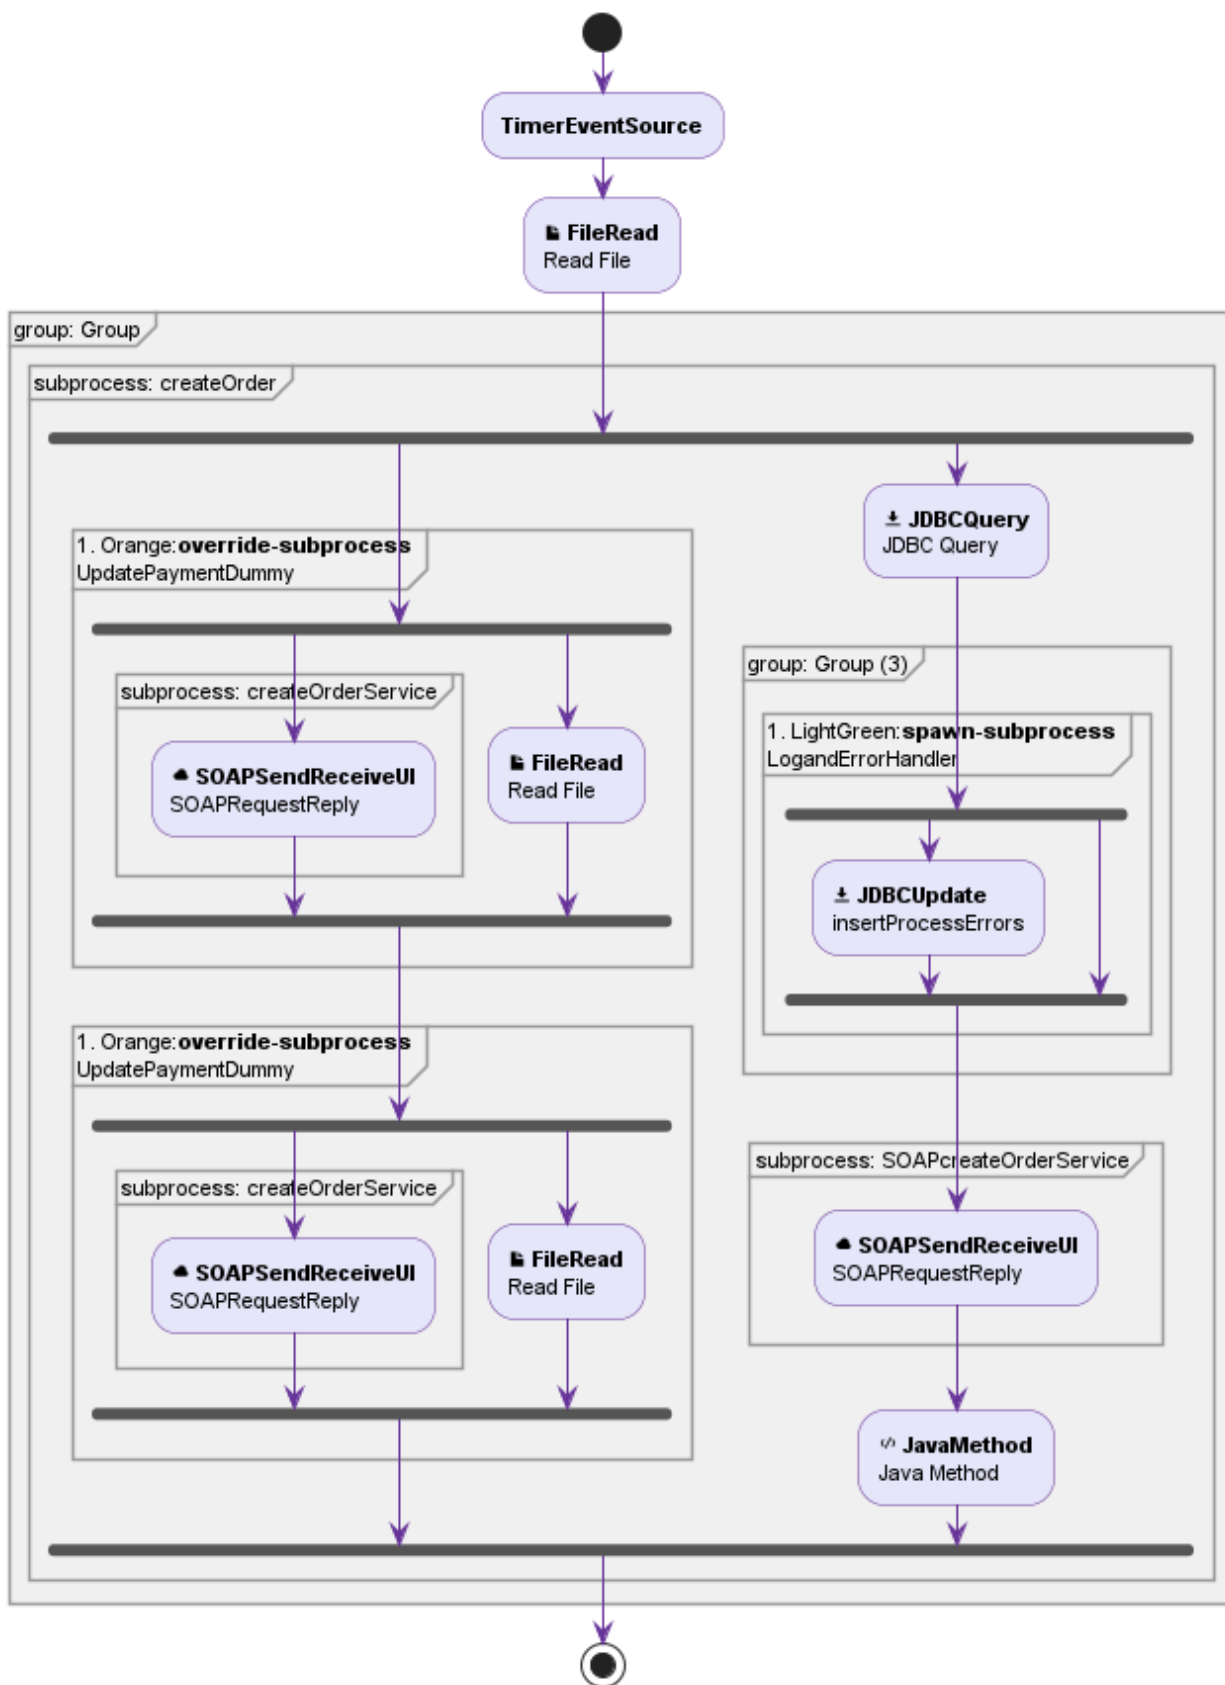 TimerEventSource
FileRead
Read File
group: Group
subprocess: createOrder
1. Orange:override-subprocess
UpdatePaymentDummy
subprocess: createOrderService
SOAPSendReceiveUI
SOAPRequestReply
FileRead
Read File
1. Orange:override-subprocess
UpdatePaymentDummy
subprocess: createOrderService
SOAPSendReceiveUI
SOAPRequestReply
FileRead
Read File
JDBCQuery
JDBC Query
group: Group (3)
1. LightGreen:spawn-subprocess
LogandErrorHandler
JDBCUpdate
insertProcessErrors
subprocess: SOAPcreateOrderService
SOAPSendReceiveUI
SOAPRequestReply
JavaMethod
Java Method